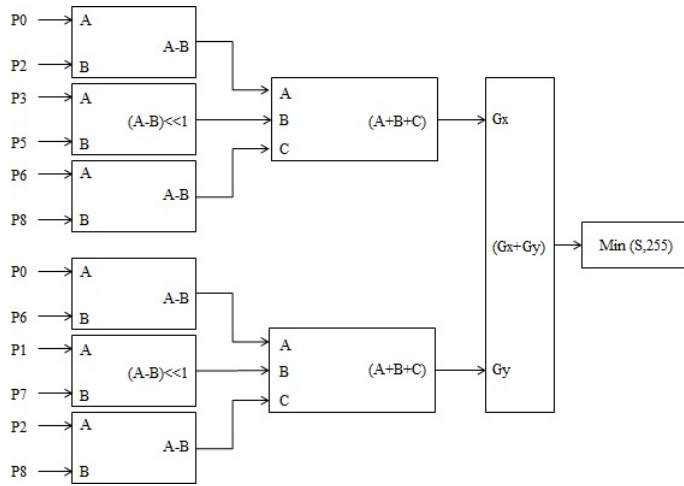 P0 A
A-B
P2 B
P3 A
(A-B)<<1
P5 B
P6 A
A-B
P8 B
A
B (A+B+C)
C
P0 A
A-B
P6 B
P1 A
(A-B)<<1
P7 B
P2 A
A-B
P8 B
A
B (A+B+C)
C
Gx
(Gx+Gy)
Gy
Min (S,255)